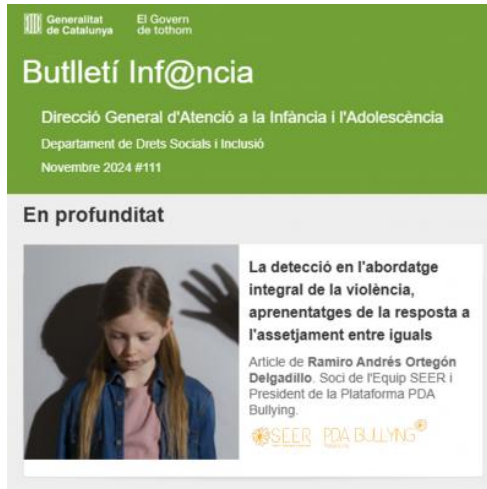 Generalitat de Catalunya
El Govern de tothom
Butlletí Inf@ncia
Direcció General d'Atenció a la Infància i l'Adolescència
Departament de Drets Socials i Inclusió
Novembre 2024 #111
En profunditat
La detecció en l'abordatge
integral de la violència,
aprenentatges de la resposta a
l'assetjament entre iguals
Article de Ramiro Andrés Ortegón
Delgadillo. Soci de l'Equip SEER i
President de la Plataforma PDA
Bullying.
SEER PDA BULLYING